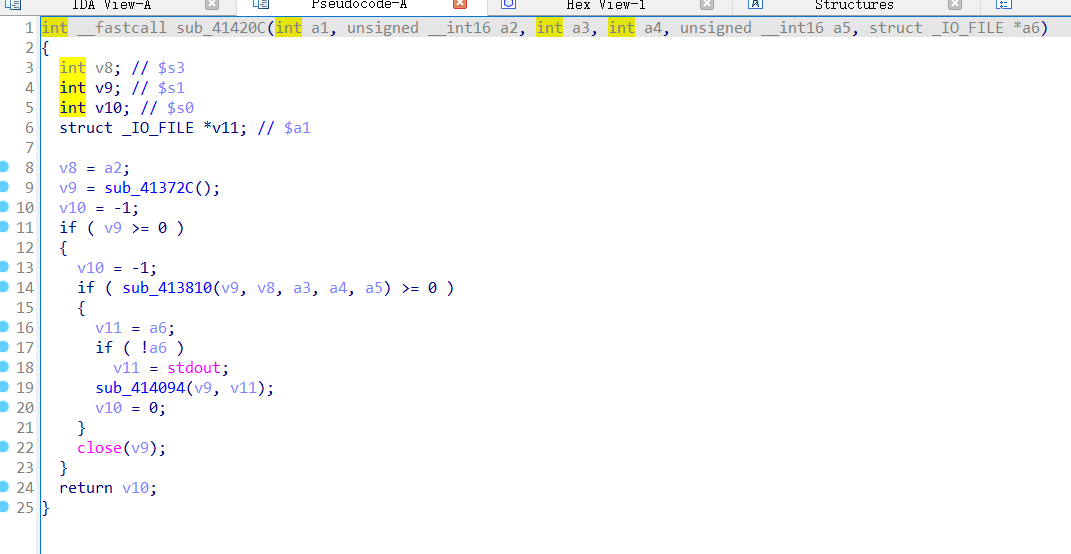 IDA View-A Pseudocode-A Hex View-1 Structures
1 int __fastcall sub_41420C(int a1, unsigned __int16 a2, int a3, int a4, unsigned __int16 a5, struct _IO_FILE *a6)
2 {
3 int v8; // $s3
4 int v9; // $s1
5 int v10; // $s0
6 struct _IO_FILE *v11; // $a1
7
8 v8 = a2;
9 v9 = sub_41372C();
10 v10 = -1;
11 if ( v9 >= 0 )
12 {
13 v10 = -1;
14 if ( sub_413810(v9, v8, a3, a4, a5) >= 0 )
15 {
16 v11 = a6;
17 if ( !a6 )
18 v11 = stdout;
19 sub_414094(v9, v11);
20 v10 = 0;
21 }
22 close(v9);
23 }
24 return v10;
25 }